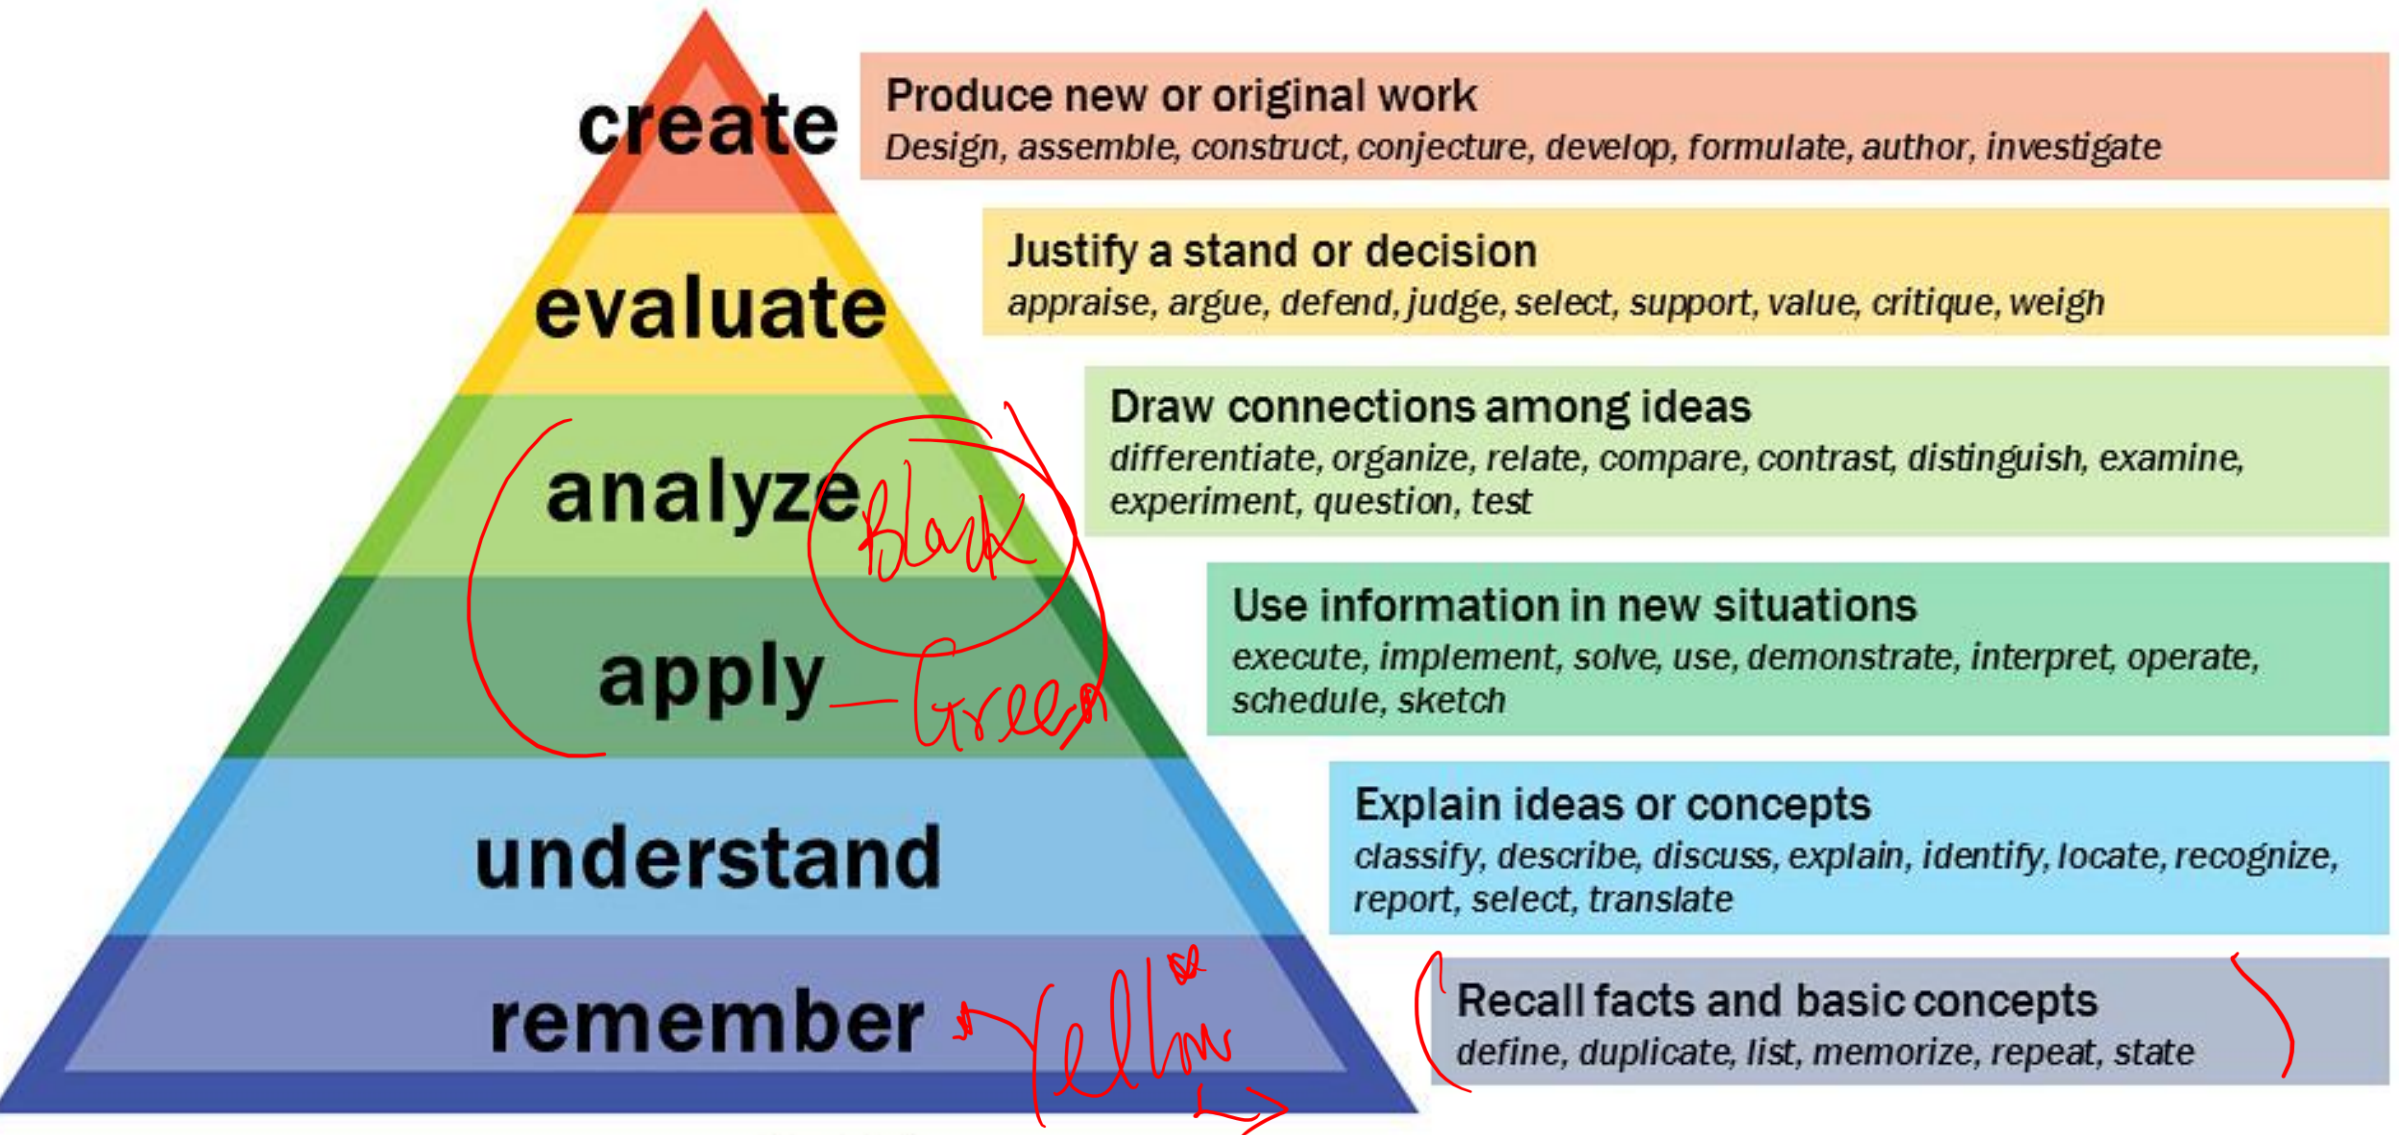 create
Produce new or original work
Design, assemble, construct, conjecture, develop, formulate, author, investigate
evaluate
Justify a stand or decision
appraise, argue, defend, judge, select, support, value, critique, weigh
analyze
Black
Draw connections among ideas
differentiate, organize, relate, compare, contrast, distinguish, examine,
experiment, question, test
apply – Green
Use information in new situations
execute, implement, solve, use, demonstrate, interpret, operate,
schedule, sketch
understand
Explain ideas or concepts
classify, describe, discuss, explain, identify, locate, recognize,
report, select, translate
remember Yellow
Recall facts and basic concepts
define, duplicate, list, memorize, repeat, state